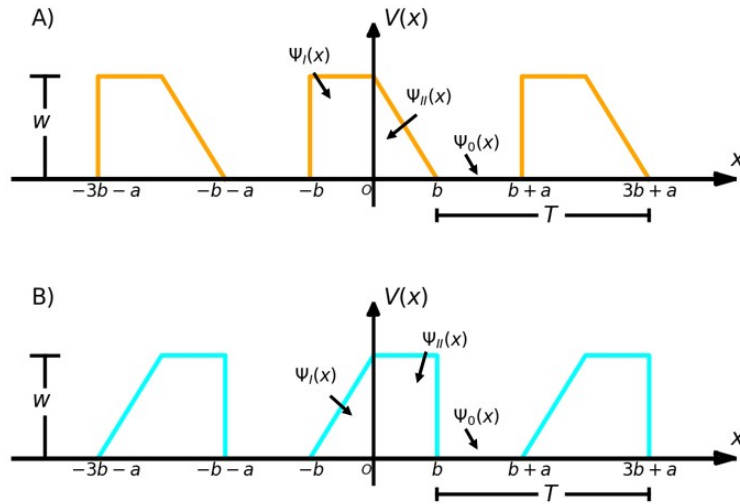 A)
V(x)
Ψ_I(x)
Ψ_II(x)
Ψ_0(x)
w
x
−3b−a
−b−a
−b
O
b
b+a
3b+a
T
B)
V(x)
Ψ_II(x)
Ψ_I(x)
Ψ_0(x)
w
x
−3b−a
−b−a
−b
O
b
b+a
3b+a
T